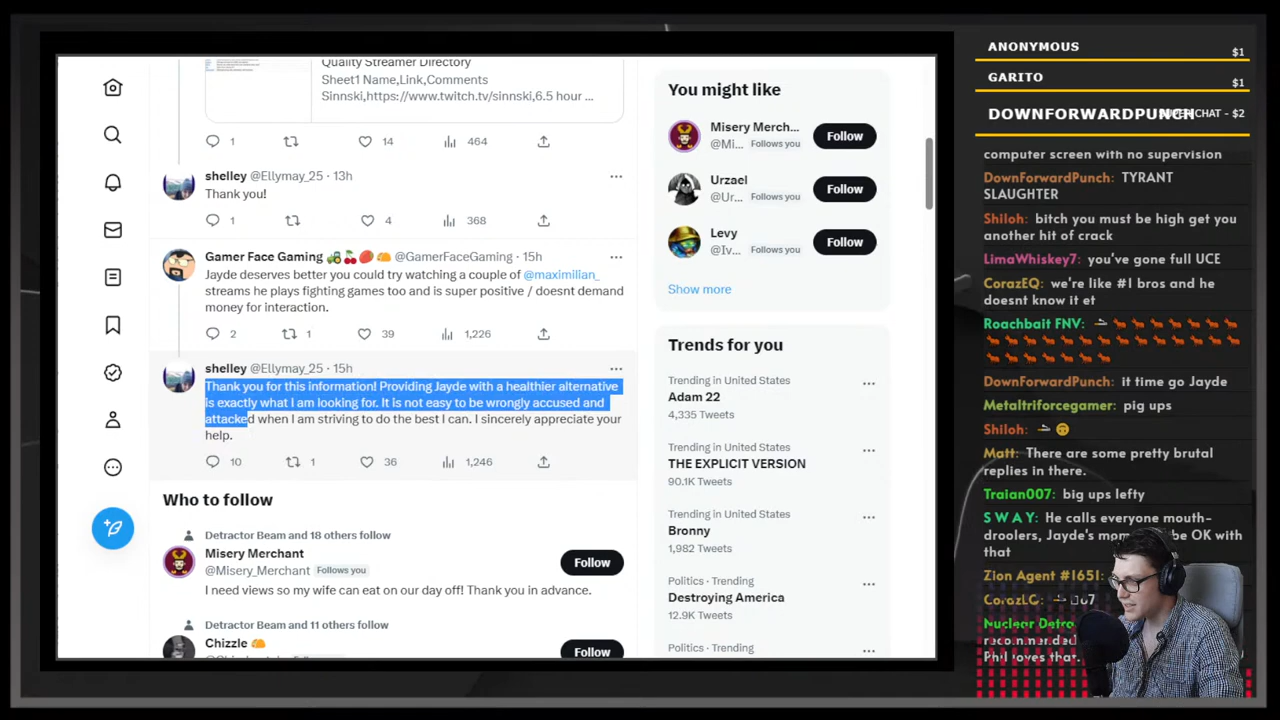 Quality Streamer Directory
Sheet1 Name,Link,Comments
Sinnski,https://www.twitch.tv/sinnski,6.5 hour ...
1
14
464
shelley @Ellymay_25 · 13h
Thank you!
1
4
368
Gamer Face Gaming 🚜🍒🥭🌮 @GamerFaceGaming · 15h
Jayde deserves better you could try watching a couple of @maximilian_
streams he plays fighting games too and is super positive / doesnt demand
money for interaction.
2
1
39
1,226
shelley @Ellymay_25 · 15h
Thank you for this information! Providing Jayde with a healthier alternative
is exactly what I am looking for. It is not easy to be wrongly accused and
attacked when I am striving to do the best I can. I sincerely appreciate your
help.
10
1
36
1,246
Who to follow
Detractor Beam and 18 others follow
Misery Merchant
@Misery_Merchant Follows you
Follow
I need views so my wife can eat on our day off! Thank you in advance.
Detractor Beam and 11 others follow
Chizzle 🌮
Follow
You might like
Misery Merch...
@Mi... Follows you
Follow
Urzael
@Ur... Follows you
Follow
Levy
@Iv... Follows you
Follow
Show more
Trends for you
Trending in United States
Adam 22
4,335 Tweets
Trending in United States
THE EXPLICIT VERSION
90.1K Tweets
Trending in United States
Bronny
1,982 Tweets
Politics · Trending
Destroying America
12.9K Tweets
Politics · Trending
ANONYMOUS
$1
GARITO
$1
DOWNFORWARDPUNCH SUPER CHAT - $2
computer screen with no supervision
DownForwardPunch: TYRANT
SLAUGHTER
Shiloh: bitch you must be high get you
another hit of crack
LimaWhiskey7: you've gone full UCE
CorazEQ: we're like #1 bros and he
doesnt know it et
Roachbait FNV:
DownForwardPunch: it time go Jayde
Metaltriforcegamer: pig ups
Shiloh:
Matt: There are some pretty brutal
replies in there.
Traian007: big ups lefty
S W A Y: He calls everyone mouth-
droolers, Jayde's mom be OK with
that
Zion Agent #1651:
Nuclear
recommended
Phil loves that.